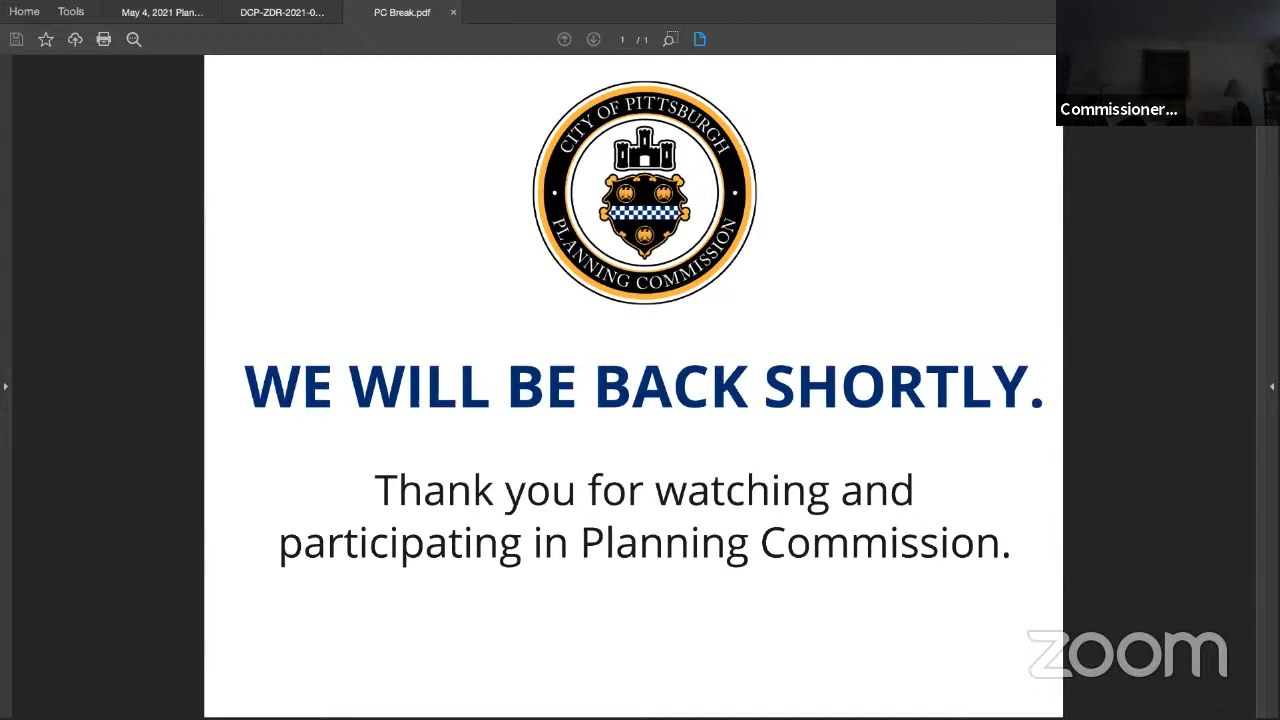 Home Tools May 4, 2021 Plan... DCP-ZDR-2021-0... PC Break.pdf ×
1 / 1
Commissioner...
CITY OF PITTSBURGH
PLANNING COMMISSION
WE WILL BE BACK SHORTLY.
Thank you for watching and
participating in Planning Commission.
zoom